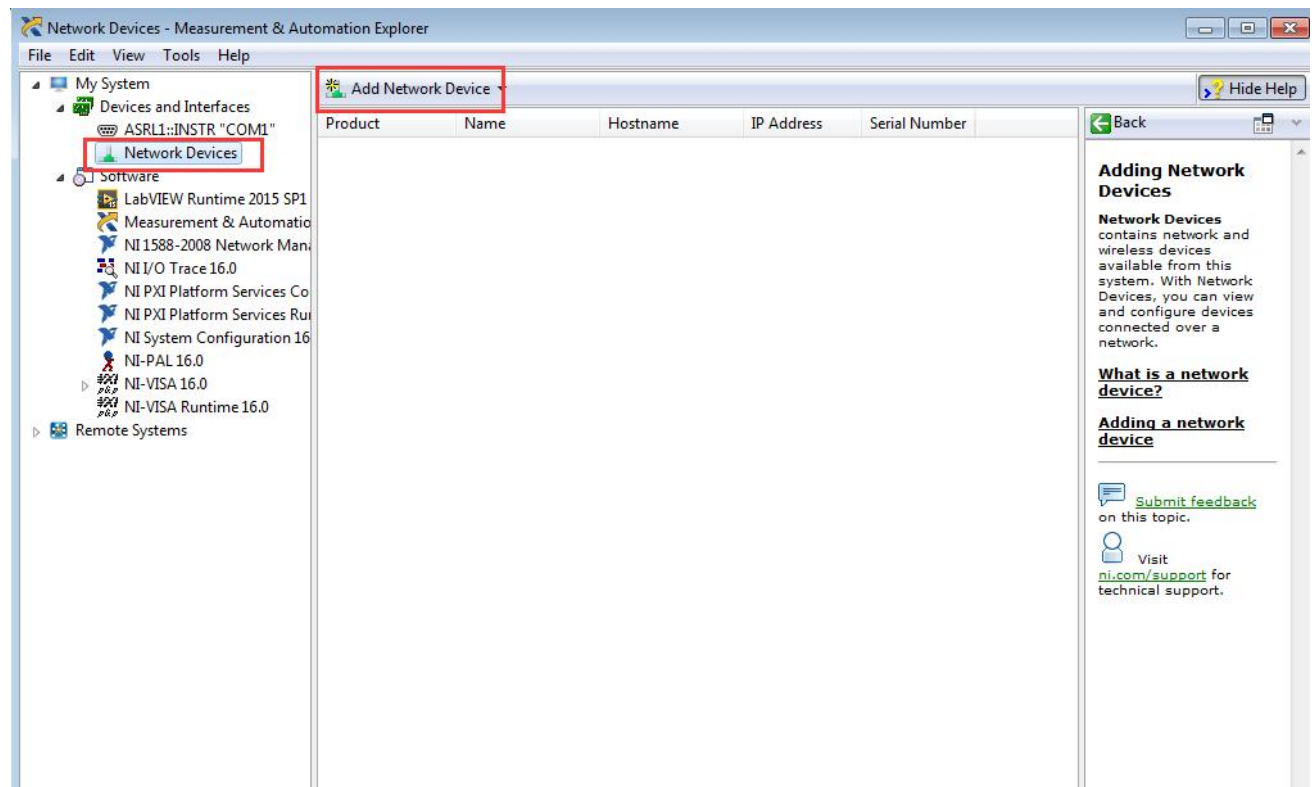 Network Devices - Measurement & Automation Explorer
File Edit View Tools Help
My System
Devices and Interfaces
ASRL1::INSTR "COM1"
Network Devices
Software
LabVIEW Runtime 2015 SP1
Measurement & Automatio
NI 1588-2008 Network Mana
NI I/O Trace 16.0
NI PXI Platform Services Co
NI PXI Platform Services Ru
NI System Configuration 16
NI-PAL 16.0
NI-VISA 16.0
NI-VISA Runtime 16.0
Remote Systems
Add Network Device
Hide Help
Product Name Hostname IP Address Serial Number
Back
Adding Network
Devices
Network Devices
contains network and
wireless devices
available from this
system. With Network
Devices, you can view
and configure devices
connected over a
network.
What is a network
device?
Adding a network
device
Submit feedback
on this topic.
Visit
ni.com/support for
technical support.